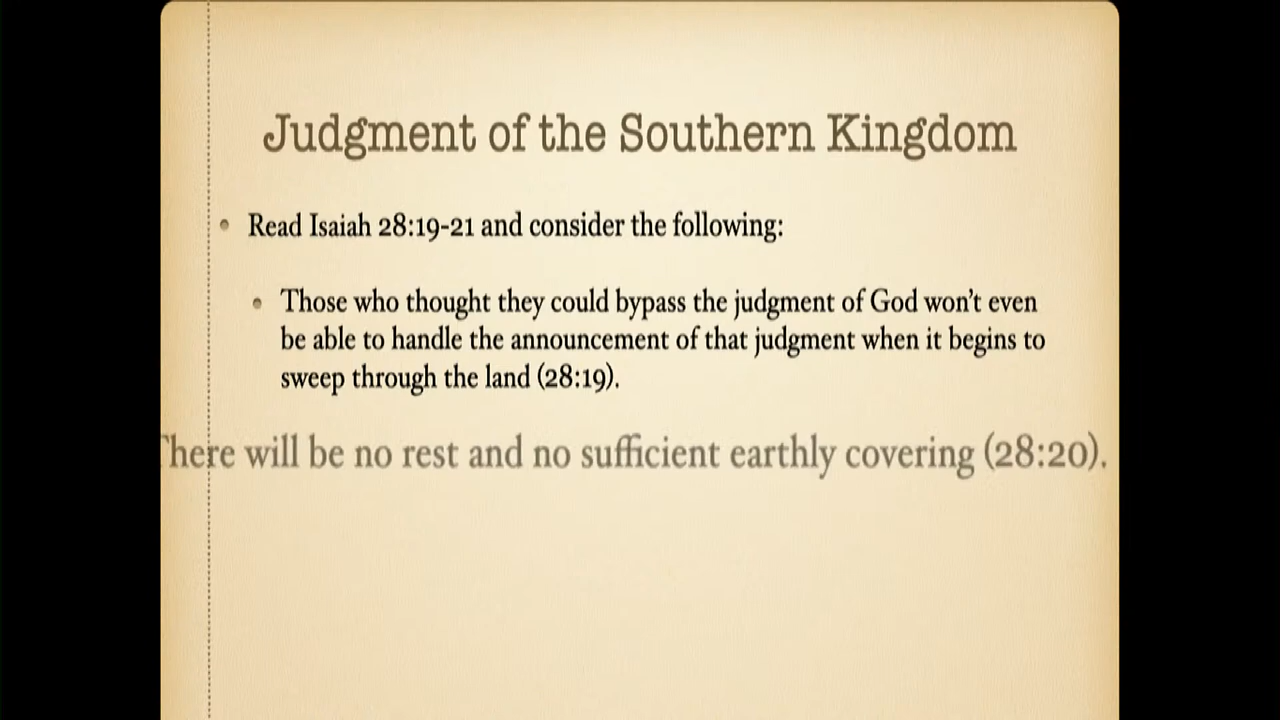 Judgment of the Southern Kingdom
• Read Isaiah 28:19-21 and consider the following:
• Those who thought they could bypass the judgment of God won’t even
be able to handle the announcement of that judgment when it begins to
sweep through the land (28:19).
There will be no rest and no sufficient earthly covering (28:20).